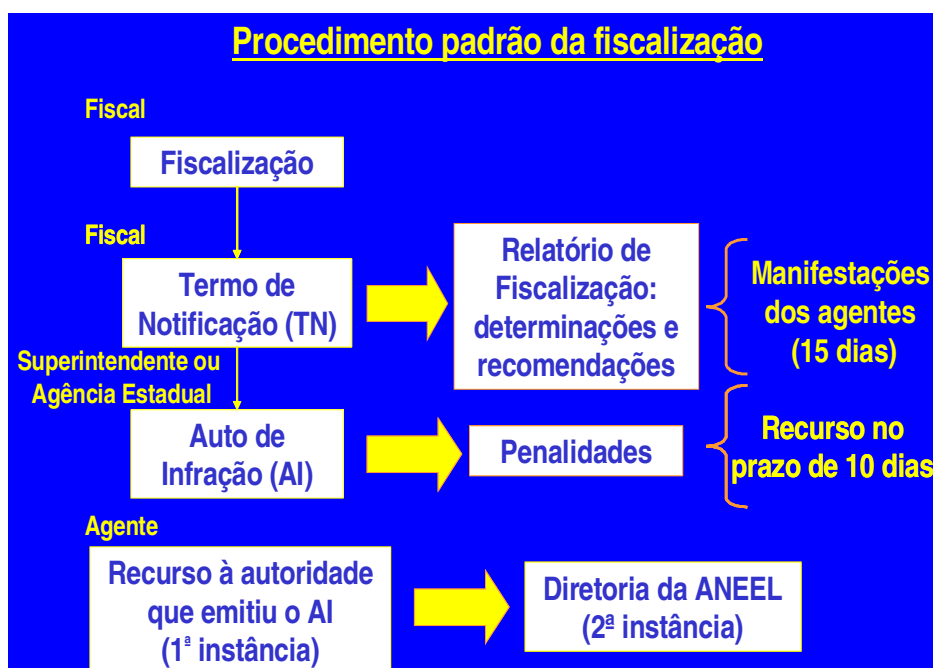 Procedimento padrão da fiscalização
Fiscal
Fiscalização
Fiscal
Termo de
Notificação (TN)
Relatório de
Fiscalização:
determinações e
recomendações
Manifestações
dos agentes
(15 dias)
Superintendente ou
Agência Estadual
Auto de
Infração (AI)
Penalidades
Recurso no
prazo de 10 dias
Agente
Recurso à autoridade
que emitiu o AI
(1ª instância)
Diretoria da ANEEL
(2ª instância)